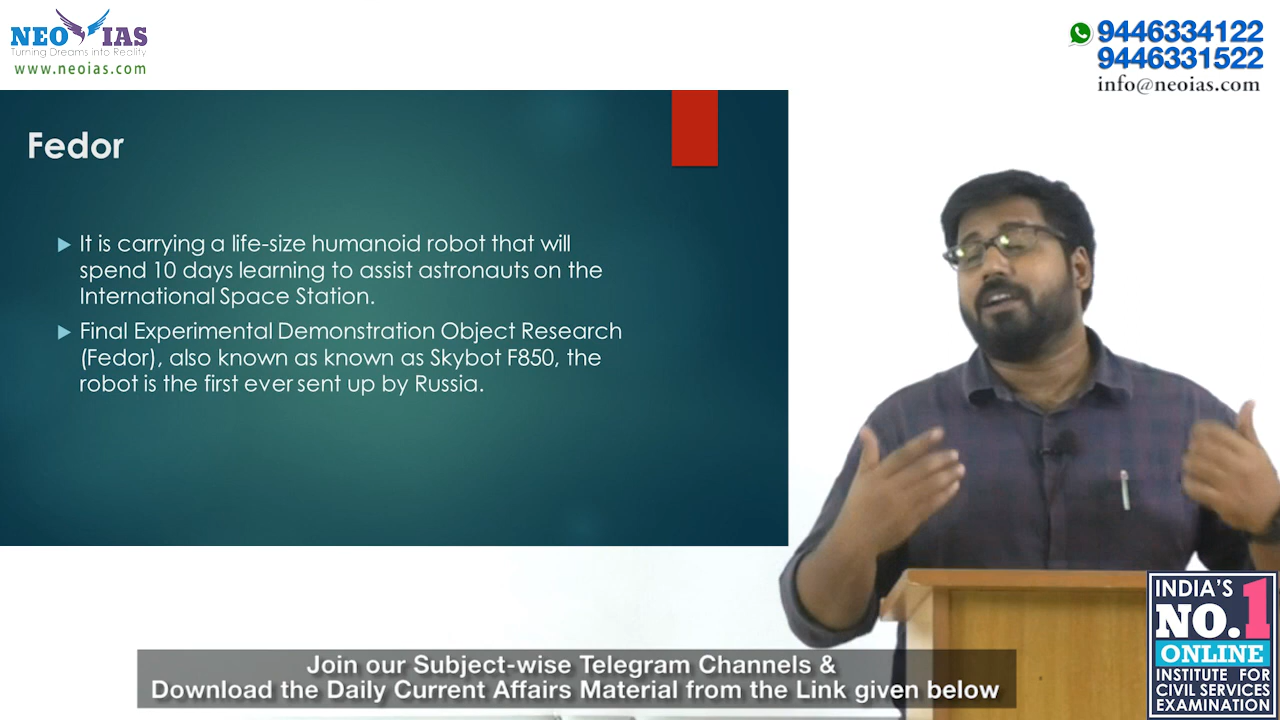 NEO IAS
Turning Dreams into Reality
www.neoias.com
9446334122
9446331522
info@neoias.com
Fedor
It is carrying a life-size humanoid robot that will
spend 10 days learning to assist astronauts on the
International Space Station.
Final Experimental Demonstration Object Research
(Fedor), also known as known as Skybot F850, the
robot is the first ever sent up by Russia.
INDIA'S
NO.1
ONLINE
INSTITUTE FOR
CIVIL SERVICES
EXAMINATION
Join our Subject-wise Telegram Channels &
Download the Daily Current Affairs Material from the Link given below